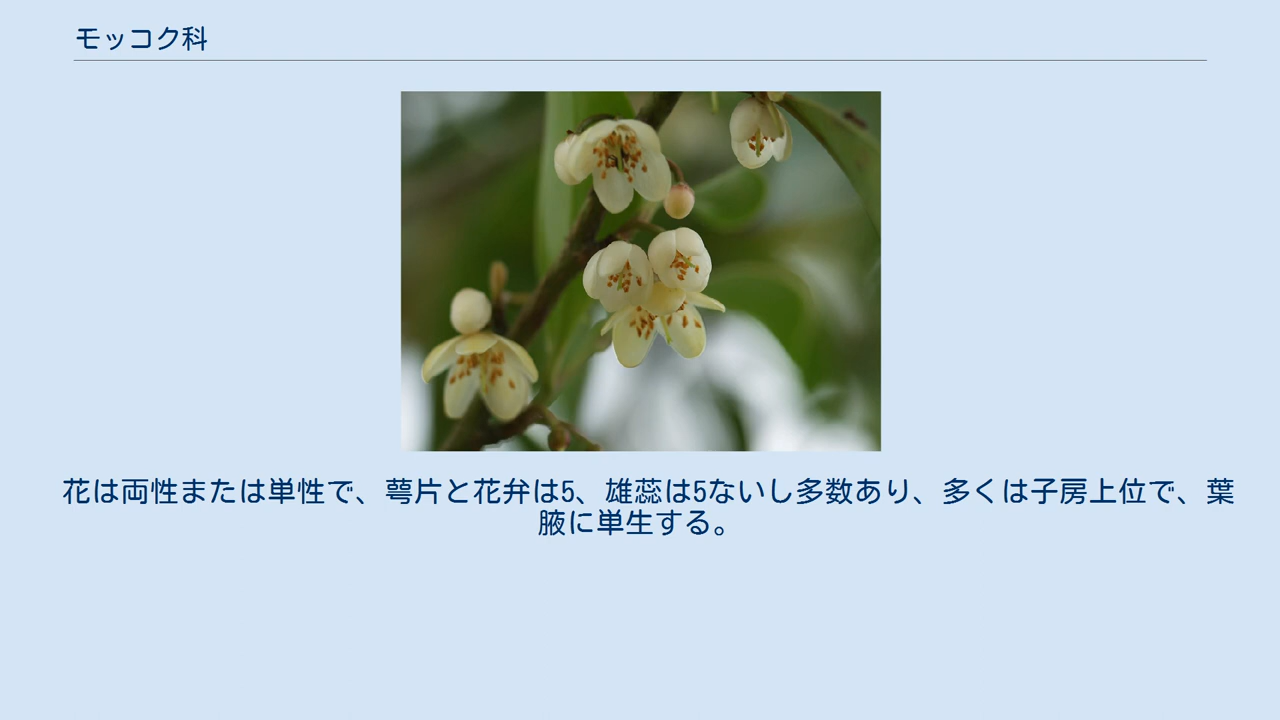 モッコク科
花は両性または単性で、萼片と花弁は5、雄蕊は5ないし多数あり、多くは子房上位で、葉
腋に単生する。